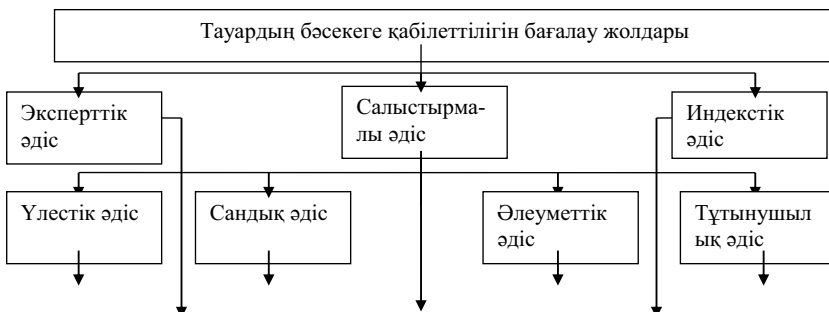 Тауардың бәсекеге қабілеттілігін бағалау жолдары
Эксперттік
әдіс
Салыстырма-
лы әдіс
Индекстік
әдіс
Үлестік әдіс
Сандық әдіс
Әлеуметтік
әдіс
Тұтынушыл
ық әдіс